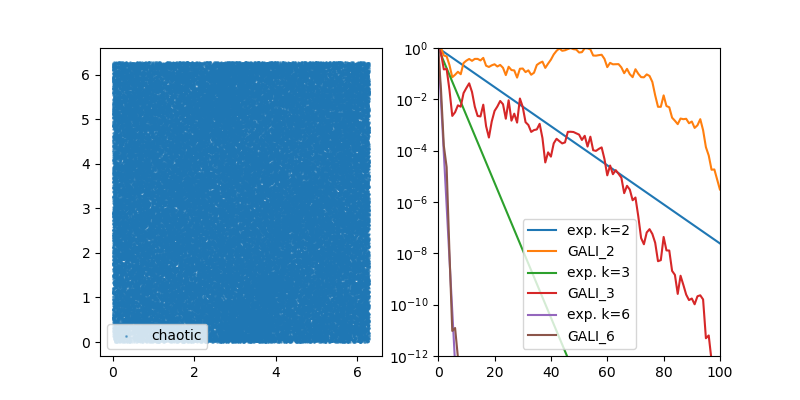 6
5
4
3
2
1
0
chaotic
0 2 4 6
10^0
10^−2
10^−4
10^−6
10^−8
10^−10
10^−12
exp. k=2
GALI_2
exp. k=3
GALI_3
exp. k=6
GALI_6
0 20 40 60 80 100